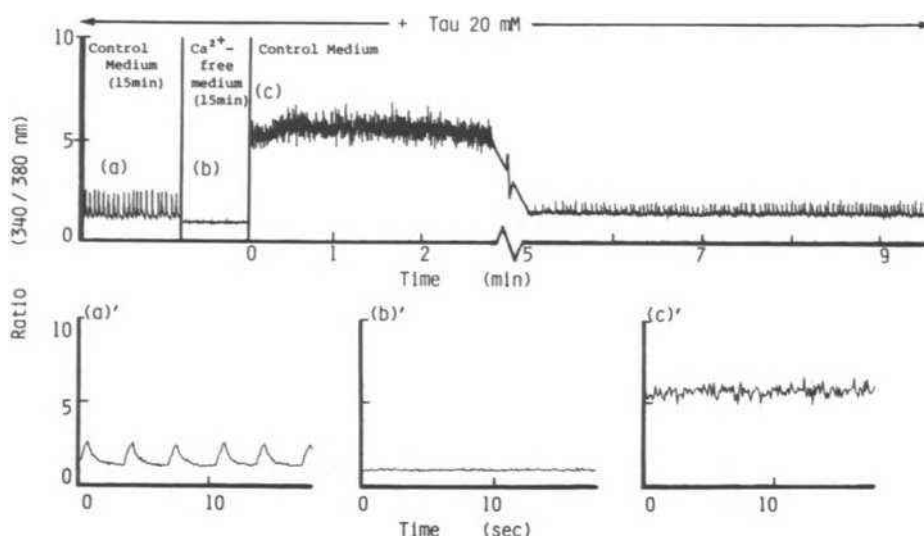 + Tau 20 mM
10
5
0
Ratio (340 / 380 nm)
Control
Medium
(15min)
Ca²⁺-
free
medium
(15min)
Control Medium
(a)
(b)
(c)
0 1 2 5 7 9
Time (min)
(a)′
10
5
0
0 10
(b)′
0 10
(c)′
0 10
Time (sec)